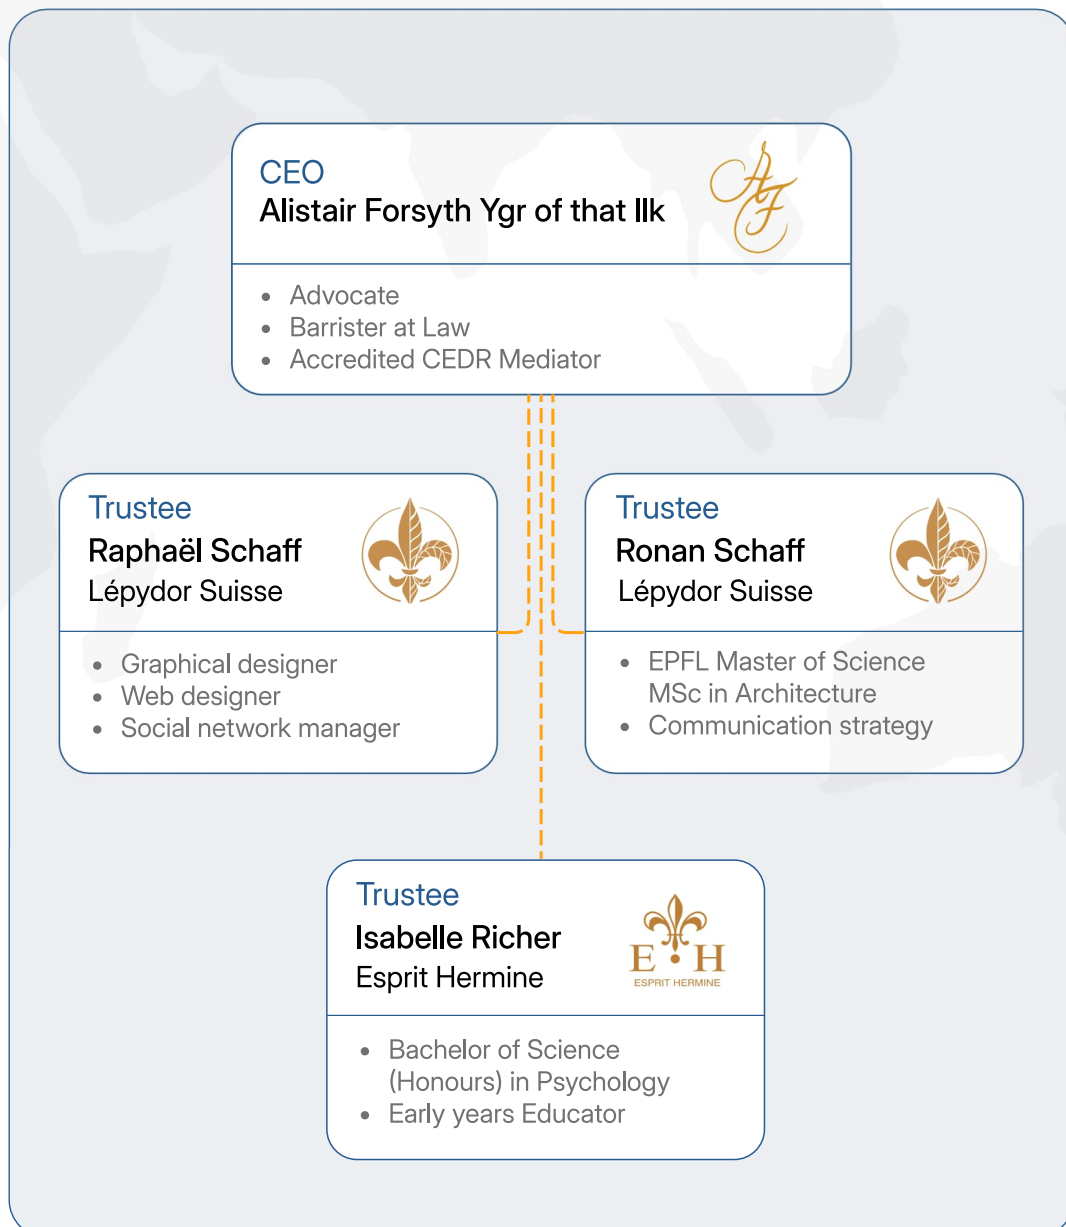 CEO
Alistair Forsyth Ygr of that Ilk
AF
• Advocate
• Barrister at Law
• Accredited CEDR Mediator
Trustee
Raphaël Schaff
Lépydor Suisse
• Graphical designer
• Web designer
• Social network manager
Trustee
Ronan Schaff
Lépydor Suisse
• EPFL Master of Science
MSc in Architecture
• Communication strategy
Trustee
Isabelle Richer
Esprit Hermine
E H
ESPRIT HERMINE
• Bachelor of Science
(Honours) in Psychology
• Early years Educator